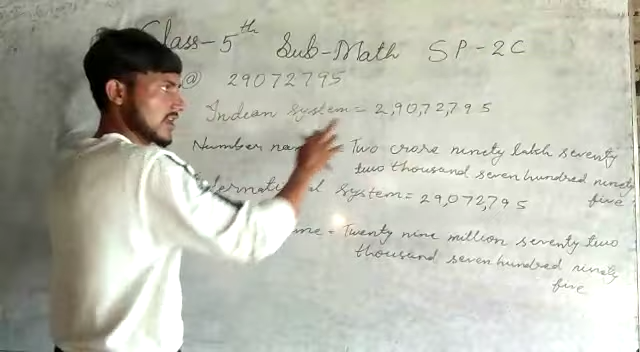 Class-5th Sub-Math SP-2C
@ 29072795
Indian system = 2,90,72,795
Number = Two crore ninety lakh seventy
two thousand seven hundred ninety
five
system = 29,072,795
= Twenty nine million seventy two
thousand seven hundred ninety
five